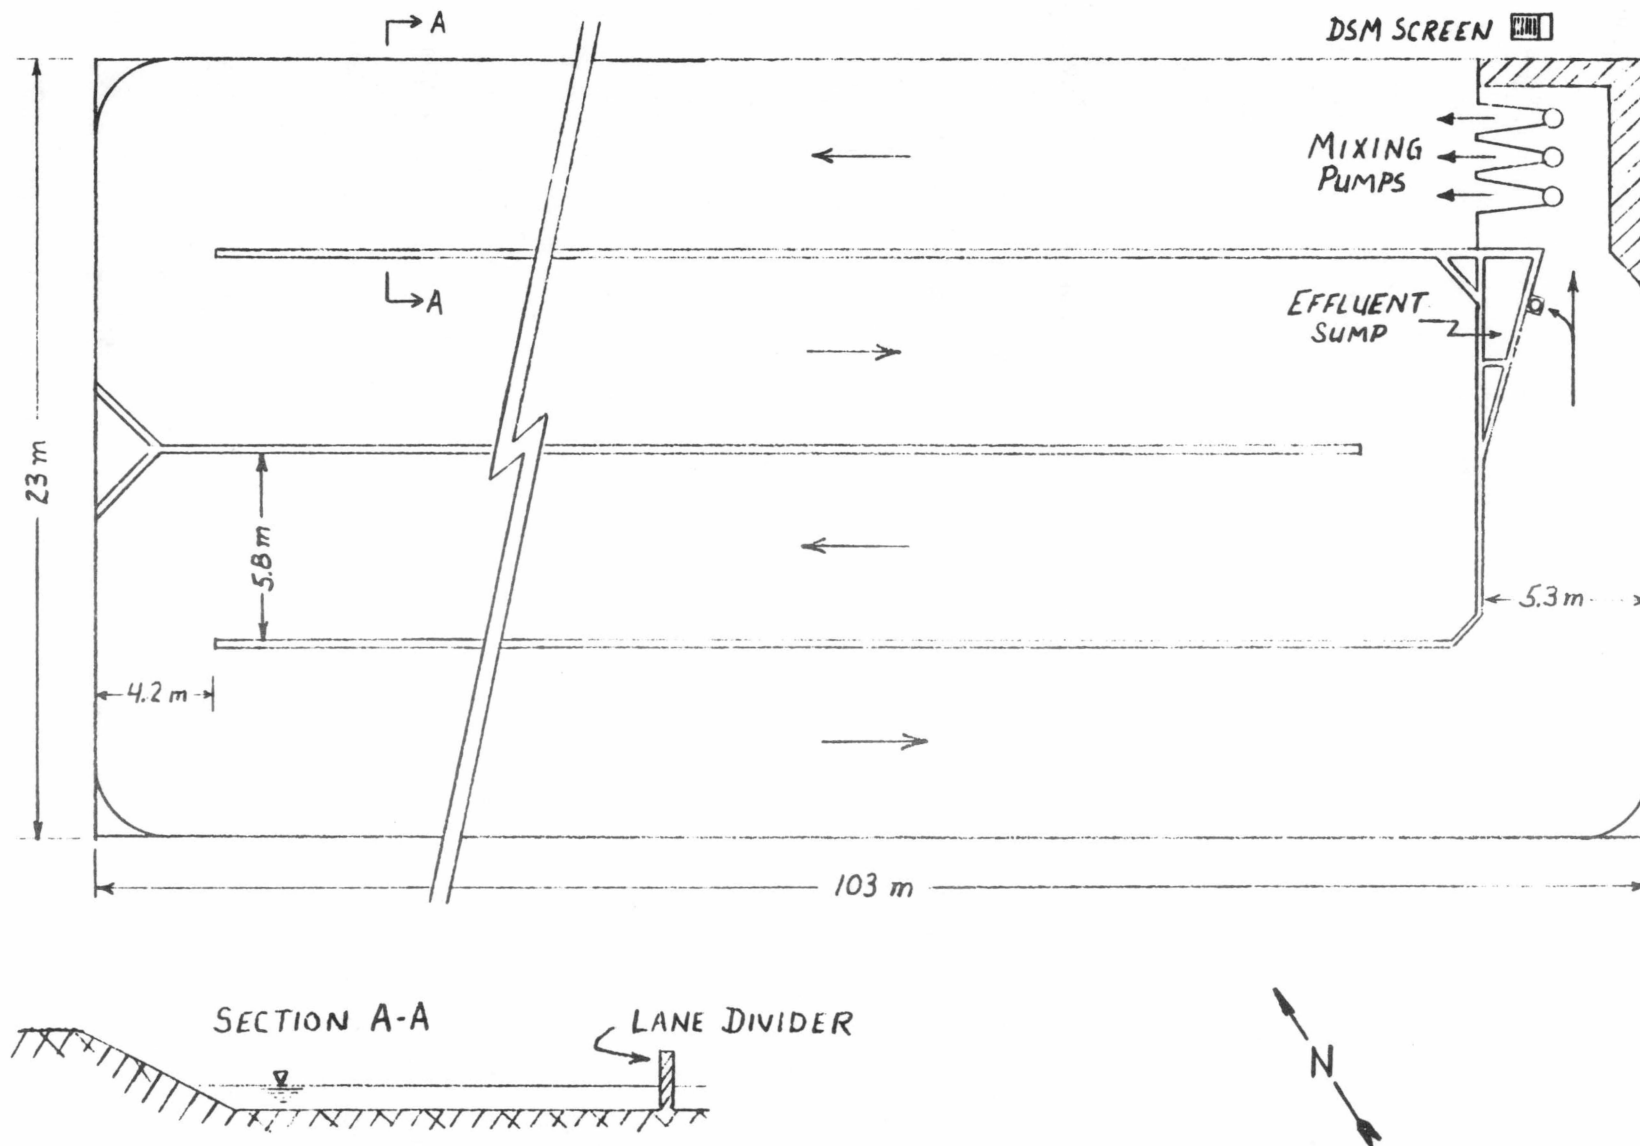 A
DSM SCREEN
MIXING
PUMPS
A
EFFLUENT
SUMP
23 m
5.8 m
5.3 m
4.2 m
103 m
SECTION A-A
LANE DIVIDER
N